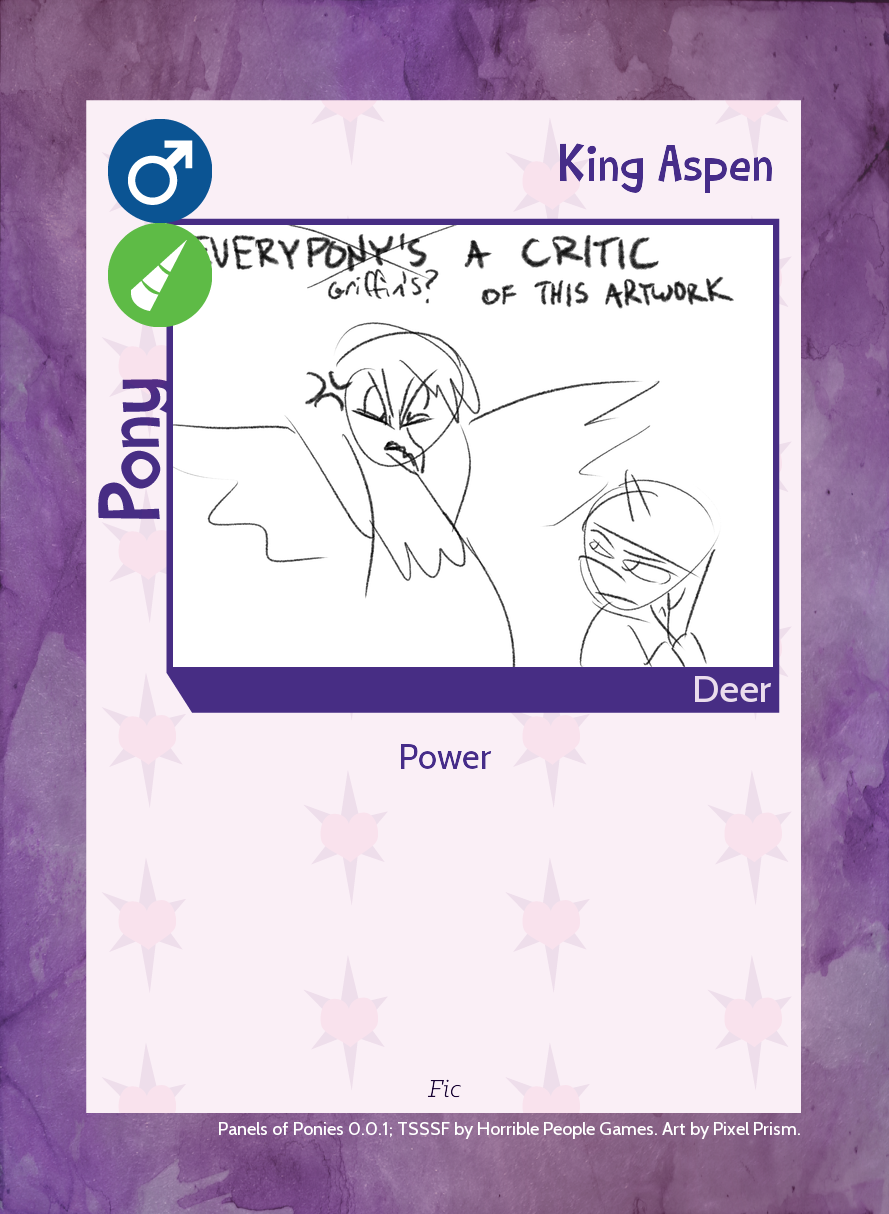 King Aspen
EVERYPONY'S A CRITIC
Griffin's? OF THIS ARTWORK
Pony
Deer
Power
Fic
Panels of Ponies 0.0.1; TSSSF by Horrible People Games. Art by Pixel Prism.